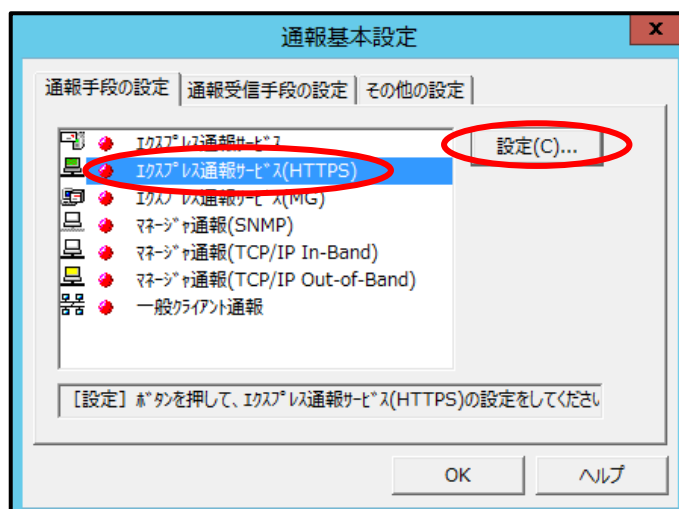 通報基本設定
x
通報手段の設定 通報受信手段の設定 その他の設定
ｴｸｽﾌﾟﾚｽ通報ｻｰﾋﾞｽ
設定(C)...
ｴｸｽﾌﾟﾚｽ通報ｻｰﾋﾞｽ(HTTPS)
ｴｸｽﾌﾟﾚｽ通報ｻｰﾋﾞｽ(MG)
ﾏﾈｰｼﾞｬ通報(SNMP)
ﾏﾈｰｼﾞｬ通報(TCP/IP In-Band)
ﾏﾈｰｼﾞｬ通報(TCP/IP Out-of-Band)
一般ｸﾗｲｱﾝﾄ通報
［設定］ﾎﾞﾀﾝを押して、ｴｸｽﾌﾟﾚｽ通報ｻｰﾋﾞｽ(HTTPS)の設定をしてくださ
OK ヘルプ